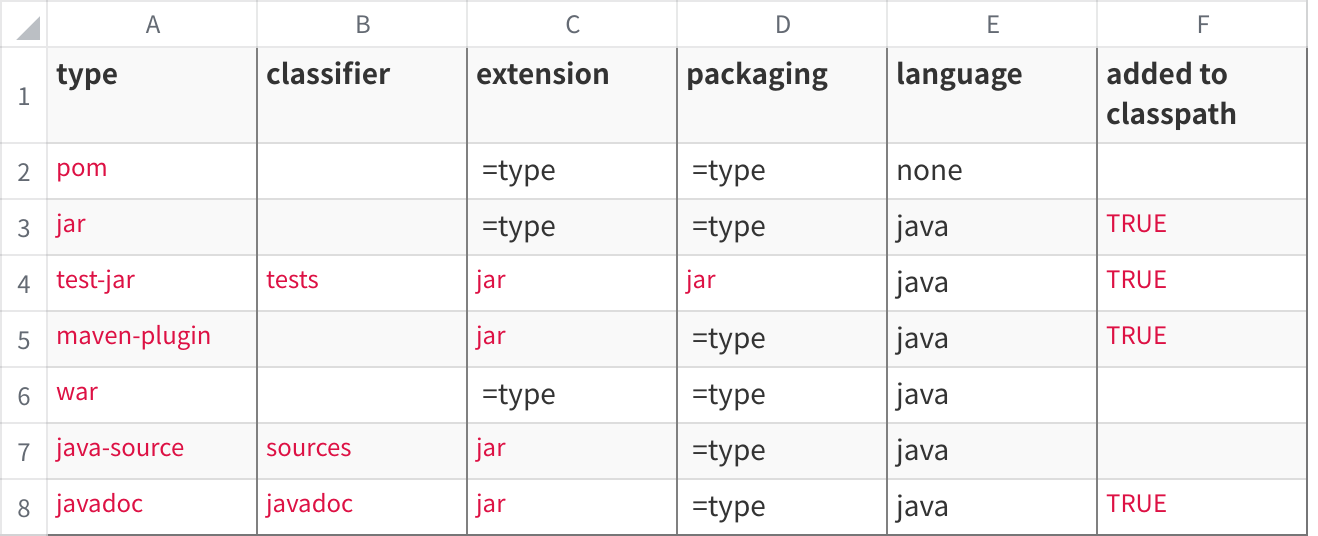 A B C D E F
1 type classifier extension packaging language added to
classpath
2 pom =type =type none
3 jar =type =type java TRUE
4 test-jar tests jar jar java TRUE
5 maven-plugin jar =type java TRUE
6 war =type =type java
7 java-source sources jar =type java
8 javadoc javadoc jar =type java TRUE